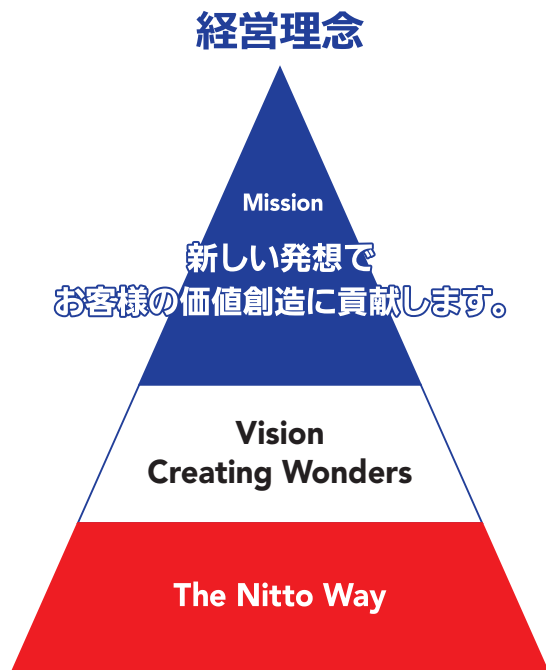 経営理念
Mission
新しい発想で
お客様の価値創造に貢献します。
Vision
Creating Wonders
The Nitto Way